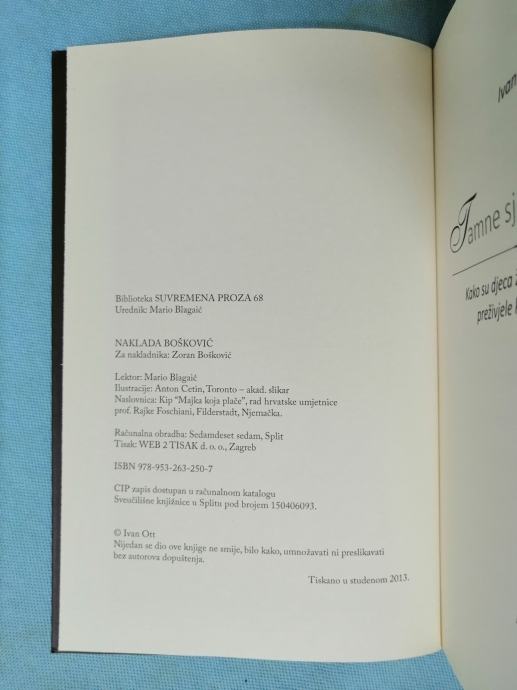 Biblioteka SUVREMENA PROZA 68
Urednik: Mario Blagaić
NAKLADA BOŠKOVIĆ
Za nakladnika: Zoran Bošković
Lektor: Mario Blagaić
Ilustracije: Anton Cetin, Toronto – akad. slikar
Naslovnica: Kip “Majka koja plače”, rad hrvatske umjetnice
prof. Rajke Foschiani, Filderstadt, Njemačka.
Računalna obradba: Sedamdeset sedam, Split
Tisak: WEB 2 TISAK d. o. o., Zagreb
ISBN 978-953-263-250-7
CIP zapis dostupan u računalnom katalogu
Sveučilišne knjižnice u Splitu pod brojem 150406093.
© Ivan Ott
Nijedan se dio ove knjige ne smije, bilo kako, umnožavati ni preslikavati
bez autorova dopuštenja.
Tiskano u studenom 2013.
Ivan
Tamne sj
Kako su djeca
preživjele